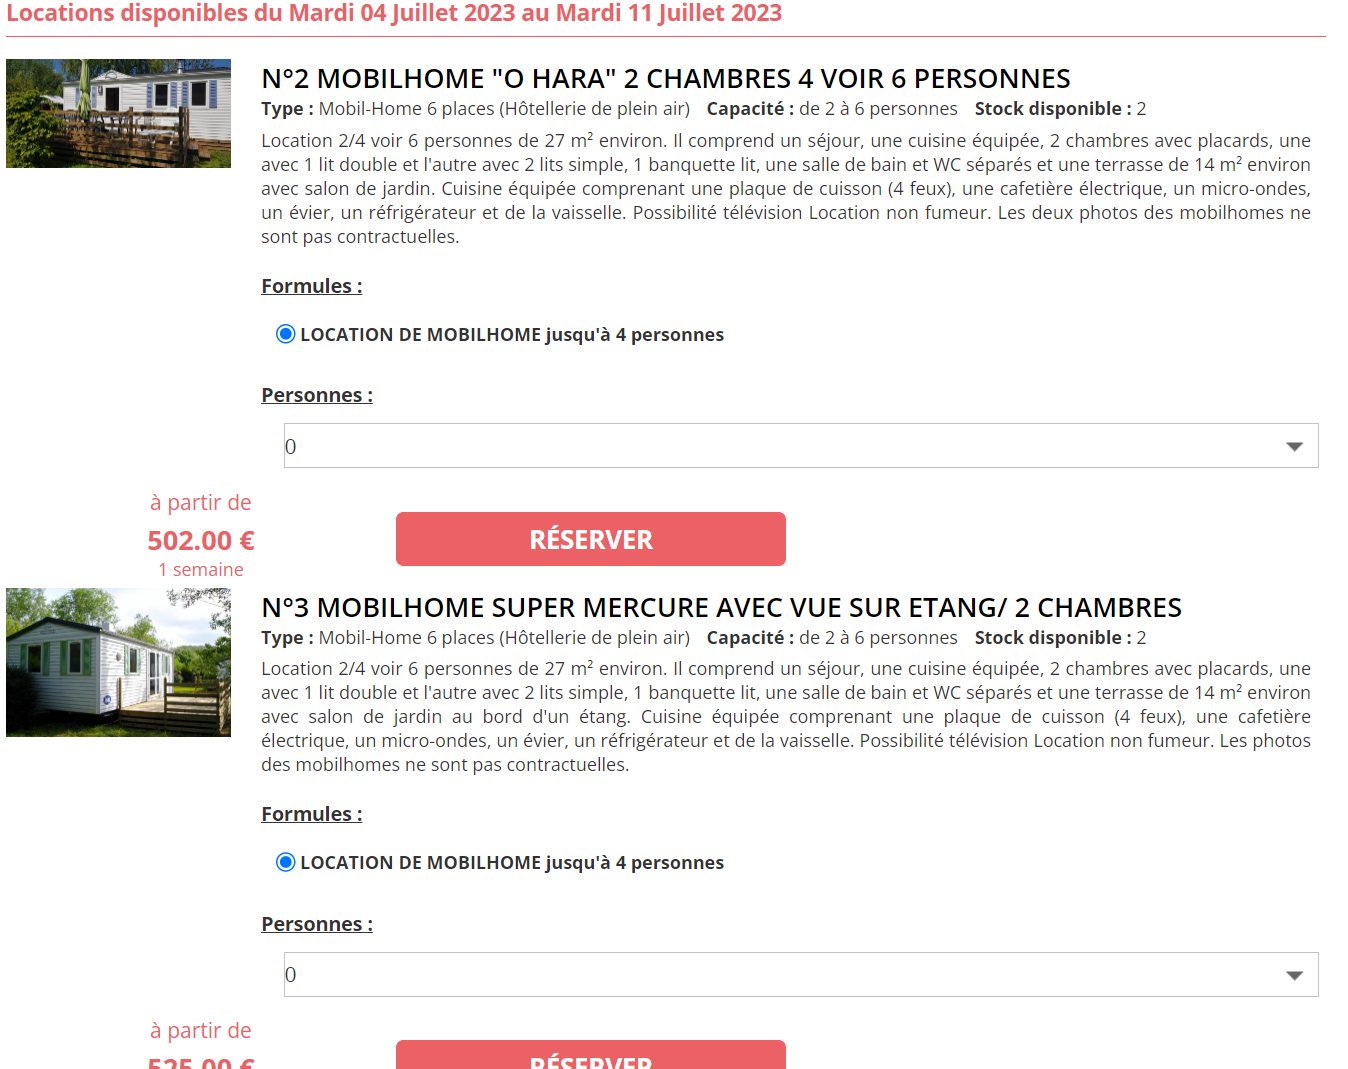 Locations disponibles du Mardi 04 Juillet 2023 au Mardi 11 Juillet 2023
N°2 MOBILHOME "O HARA" 2 CHAMBRES 4 VOIR 6 PERSONNES
Type : Mobil-Home 6 places (Hôtellerie de plein air) Capacité : de 2 à 6 personnes Stock disponible : 2
Location 2/4 voir 6 personnes de 27 m² environ. Il comprend un séjour, une cuisine équipée, 2 chambres avec placards, une
avec 1 lit double et l'autre avec 2 lits simple, 1 banquette lit, une salle de bain et WC séparés et une terrasse de 14 m² environ
avec salon de jardin. Cuisine équipée comprenant une plaque de cuisson (4 feux), une cafetière électrique, un micro-ondes,
un évier, un réfrigérateur et de la vaisselle. Possibilité télévision Location non fumeur. Les deux photos des mobilhomes ne
sont pas contractuelles.
Formules :
LOCATION DE MOBILHOME jusqu'à 4 personnes
Personnes :
0
à partir de
502.00 €
1 semaine
RÉSERVER
N°3 MOBILHOME SUPER MERCURE AVEC VUE SUR ETANG/ 2 CHAMBRES
Type : Mobil-Home 6 places (Hôtellerie de plein air) Capacité : de 2 à 6 personnes Stock disponible : 2
Location 2/4 voir 6 personnes de 27 m² environ. Il comprend un séjour, une cuisine équipée, 2 chambres avec placards, une
avec 1 lit double et l'autre avec 2 lits simple, 1 banquette lit, une salle de bain et WC séparés et une terrasse de 14 m² environ
avec salon de jardin au bord d'un étang. Cuisine équipée comprenant une plaque de cuisson (4 feux), une cafetière
électrique, un micro-ondes, un évier, un réfrigérateur et de la vaisselle. Possibilité télévision Location non fumeur. Les photos
des mobilhomes ne sont pas contractuelles.
Formules :
LOCATION DE MOBILHOME jusqu'à 4 personnes
Personnes :
0
à partir de
525.00 €
RÉSERVER